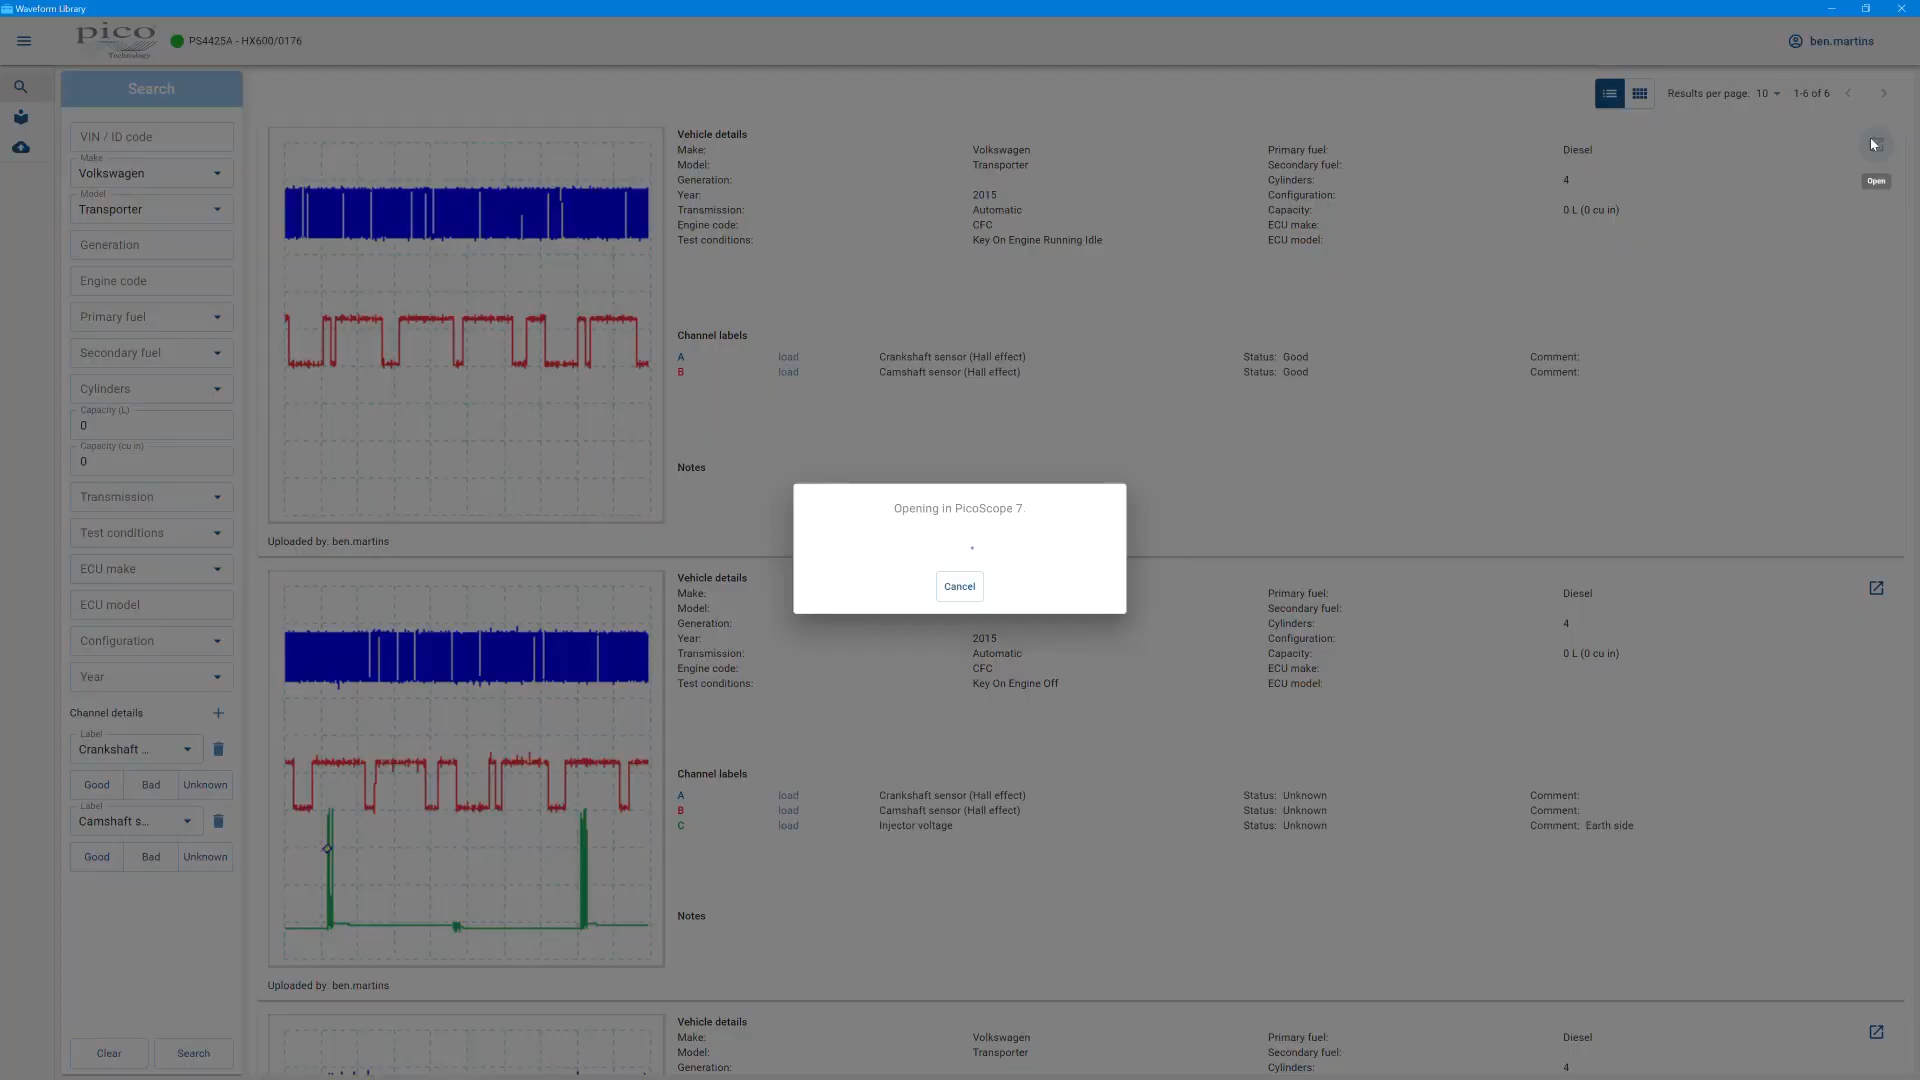 Waveform Library
pico
Technology
PS4425A - HX600/0176
ben.martins
Search
VIN / ID code
Make
Volkswagen
Model
Transporter
Generation
Engine code
Primary fuel
Secondary fuel
Cylinders
Capacity (L)
0
Capacity (cu in)
0
Transmission
Test conditions
ECU make
ECU model
Configuration
Year
Channel details
Label
Crankshaft ...
Good Bad Unknown
Label
Camshaft s...
Good Bad Unknown
Clear Search
Results per page: 10 1-6 of 6
Open
Vehicle details
Make: Volkswagen Primary fuel: Diesel
Model: Transporter Secondary fuel:
Generation: Cylinders: 4
Year: 2015 Configuration:
Transmission: Automatic Capacity: 0 L (0 cu in)
Engine code: CFC ECU make:
Test conditions: Key On Engine Running Idle ECU model:
Channel labels
A load Crankshaft sensor (Hall effect) Status: Good Comment:
B load Camshaft sensor (Hall effect) Status: Good Comment:
Notes
Uploaded by: ben.martins
Opening in PicoScope 7.
Cancel
Vehicle details
Make: Primary fuel: Diesel
Model: Secondary fuel:
Generation: Cylinders: 4
Year: 2015 Configuration:
Transmission: Automatic Capacity: 0 L (0 cu in)
Engine code: CFC ECU make:
Test conditions: Key On Engine Off ECU model:
Channel labels
A load Crankshaft sensor (Hall effect) Status: Unknown Comment:
B load Camshaft sensor (Hall effect) Status: Unknown Comment:
C load Injector voltage Status: Unknown Comment: Earth side
Notes
Uploaded by: ben.martins
Vehicle details
Make: Volkswagen Primary fuel: Diesel
Model: Transporter Secondary fuel:
Generation: Cylinders: 4